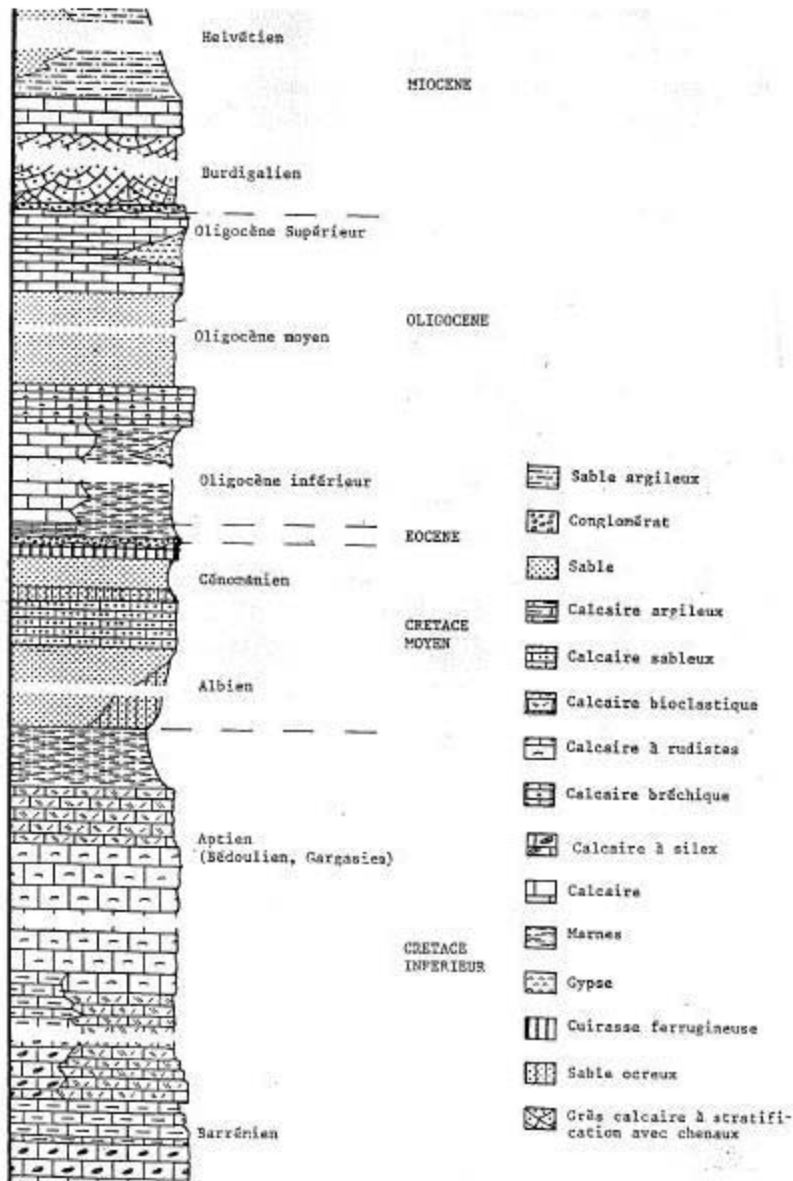 Helvétien
MIOCENE
Burdigalien
Oligocène Supérieur
OLIGOCENE
Oligocène moyen
Oligocène inférieur
EOCENE
Cénomanien
CRETACE
MOYEN
Albien
Aptien
(Bédoulien, Gargasien)
CRETACE
INFERIEUR
Barrémien
Sable argileux
Conglomérat
Sable
Calcaire argileux
Calcaire sableux
Calcaire bioclastique
Calcaire à rudistes
Calcaire bréchique
Calcaire à silex
Calcaire
Marnes
Gypse
Cuirasse ferrugineuse
Sable ocreux
Grès calcaire à stratifi-
cation avec chenaux